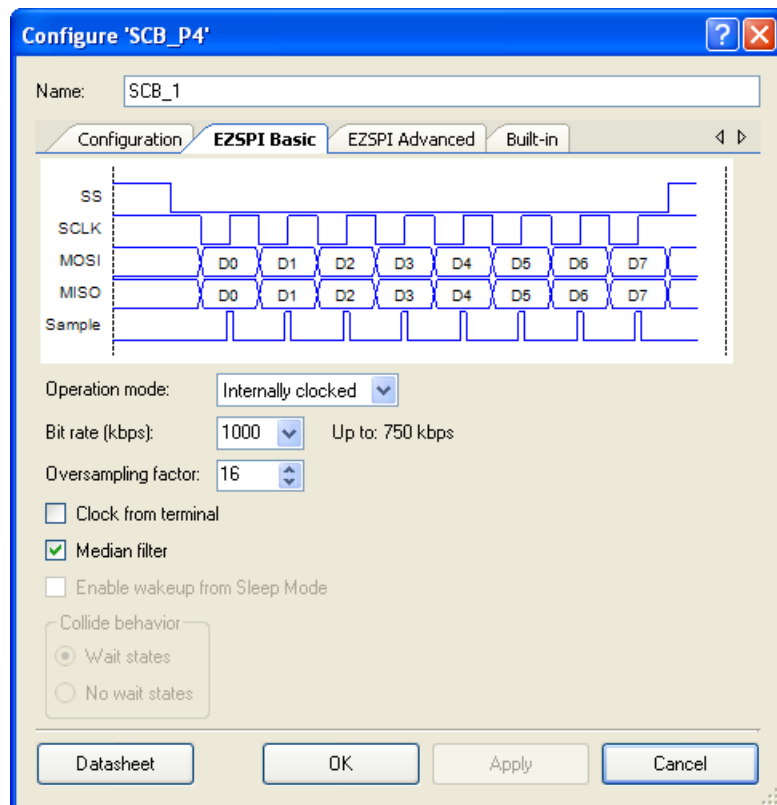 Configure 'SCB_P4'
Name: SCB_1
Configuration EZSPI Basic EZSPI Advanced Built-in
SS
SCLK
MOSI D0 D1 D2 D3 D4 D5 D6 D7
MISO D0 D1 D2 D3 D4 D5 D6 D7
Sample
Operation mode: Internally clocked
Bit rate (kbps): 1000 Up to: 750 kbps
Oversampling factor: 16
Clock from terminal
Median filter
Enable wakeup from Sleep Mode
Collide behavior
Wait states
No wait states
Datasheet OK Apply Cancel